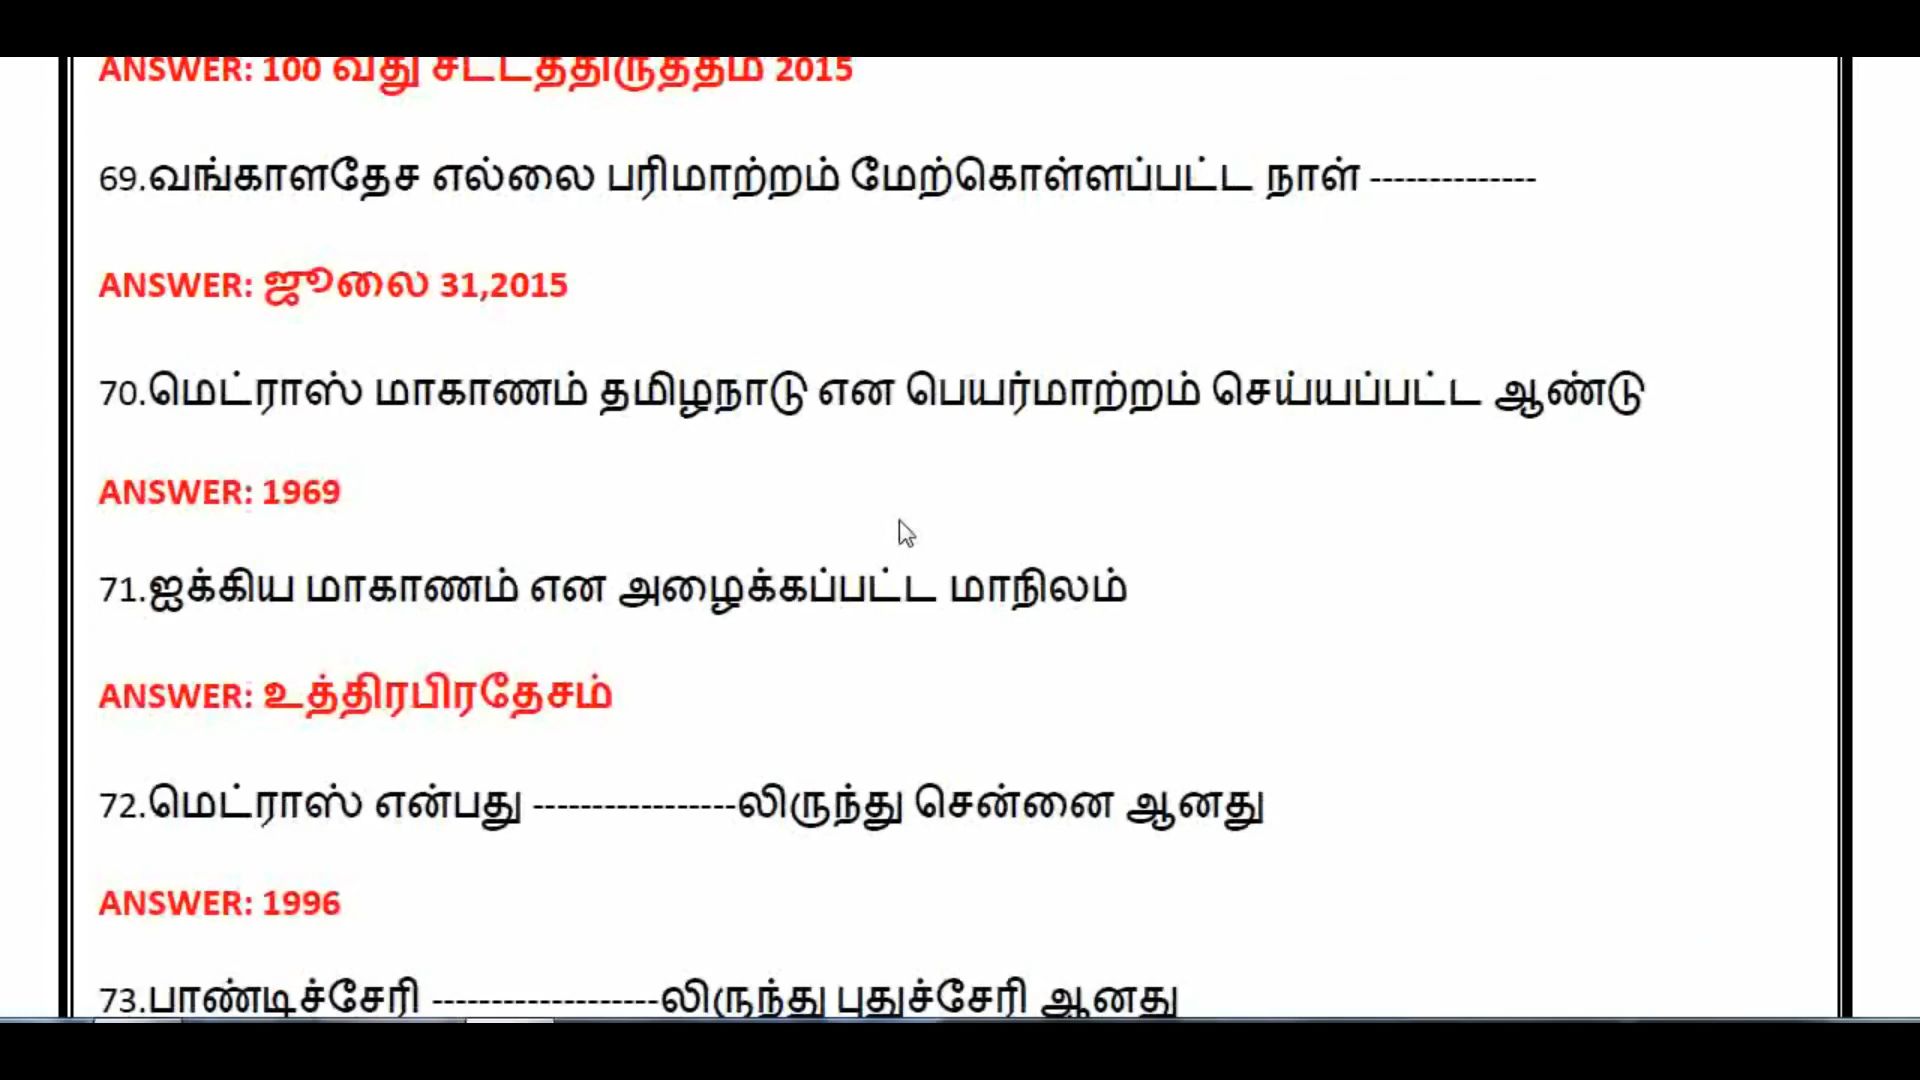 ANSWER: 100 வது சட்டத்திருத்தம் 2015
69.வங்காளதேச எல்லை பரிமாற்றம் மேற்கொள்ளப்பட்ட நாள் --------------
ANSWER: ஜூலை 31,2015
70.மெட்ராஸ் மாகாணம் தமிழநாடு என பெயர்மாற்றம் செய்யப்பட்ட ஆண்டு
ANSWER: 1969
71.ஐக்கிய மாகாணம் என அழைக்கப்பட்ட மாநிலம்
ANSWER: உத்திரபிரதேசம்
72.மெட்ராஸ் என்பது -----------------லிருந்து சென்னை ஆனது
ANSWER: 1996
73.பாண்டிச்சேரி -------------------லிருந்து புதுச்சேரி ஆனது